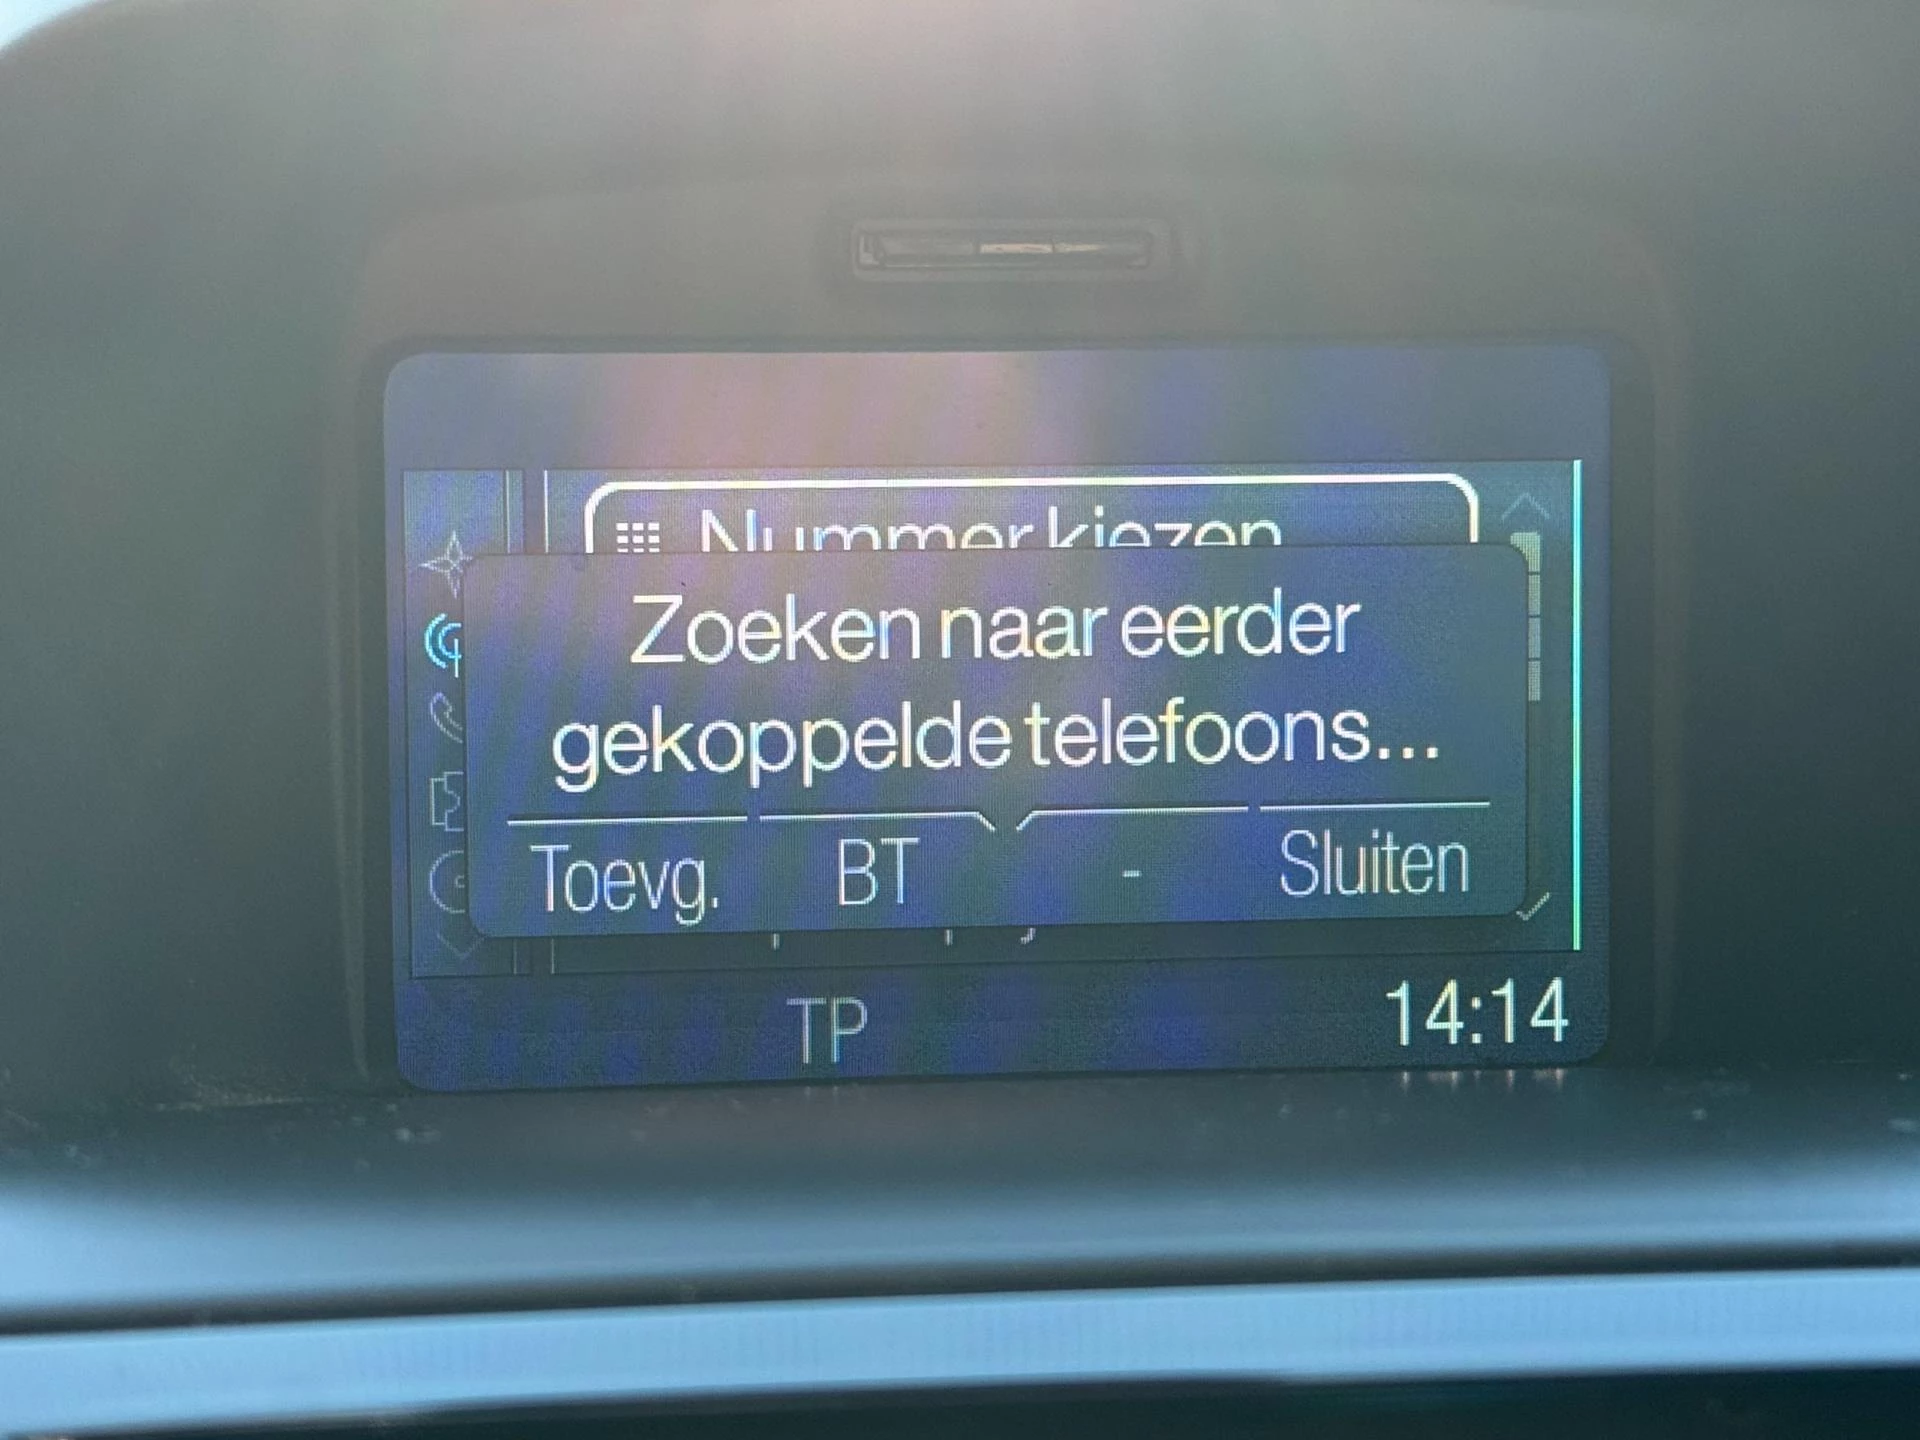 Nummer kiezen
Zoeken naar eerder
gekoppelde telefoons...
Toevg. BT - Sluiten
TP 14:14